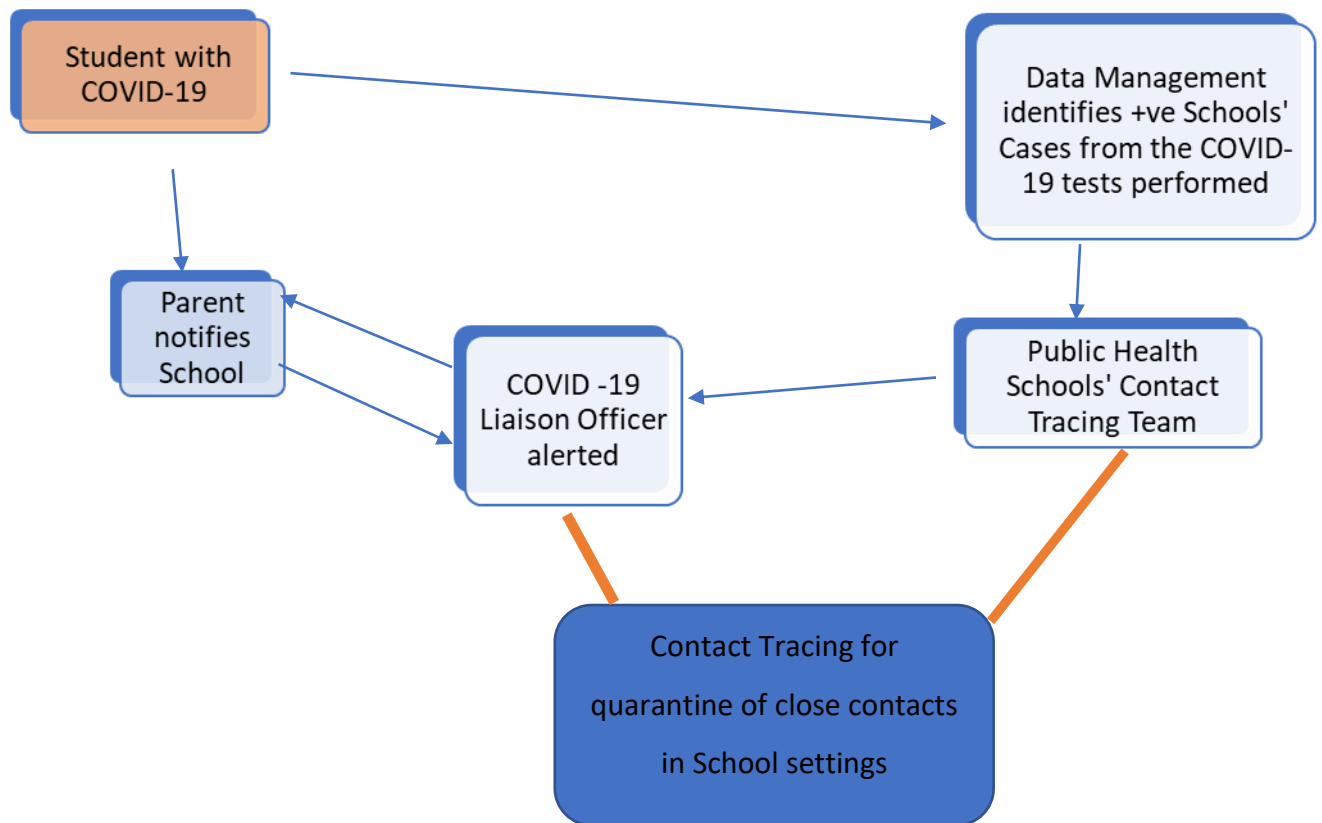 Student with
COVID-19
Data Management
identifies +ve Schools'
Cases from the COVID-
19 tests performed
Parent
notifies
School
COVID -19
Liaison Officer
alerted
Public Health
Schools' Contact
Tracing Team
Contact Tracing for
quarantine of close contacts
in School settings